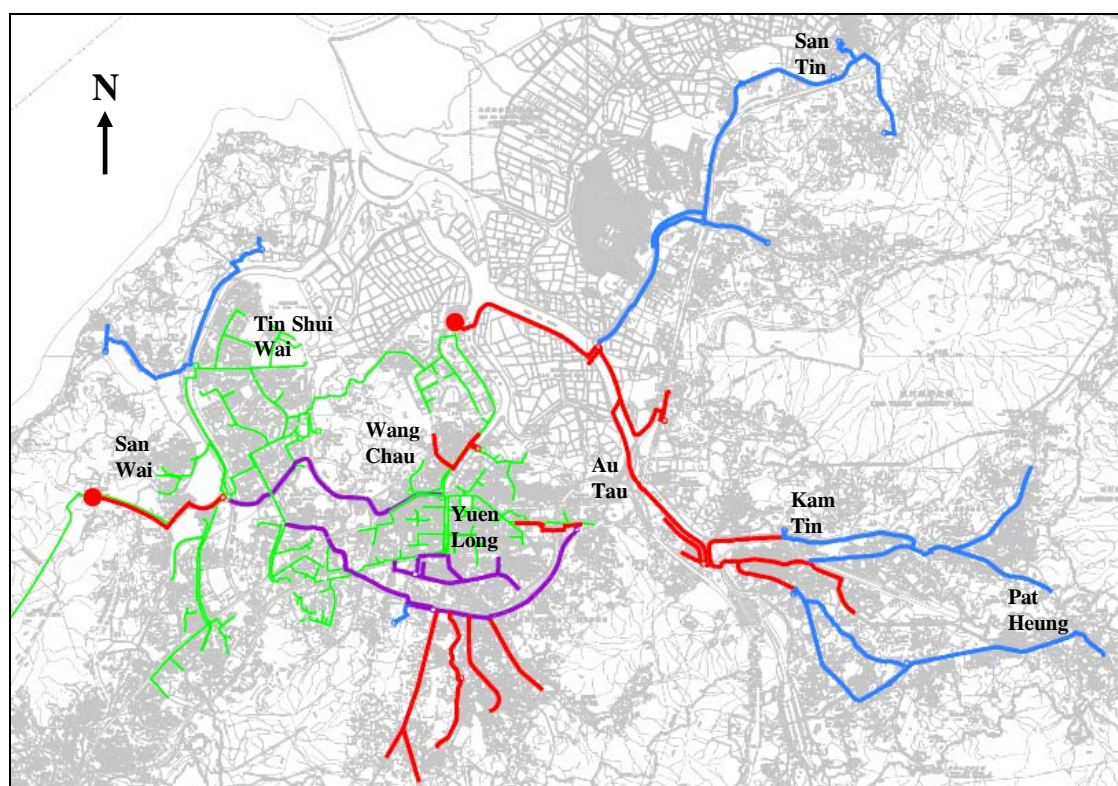 San
Tin
N
Tin Shui
Wai
Wang
Chau
San
Wai
Au
Tau
Kam
Tin
Yuen
Long
Pat
Heung